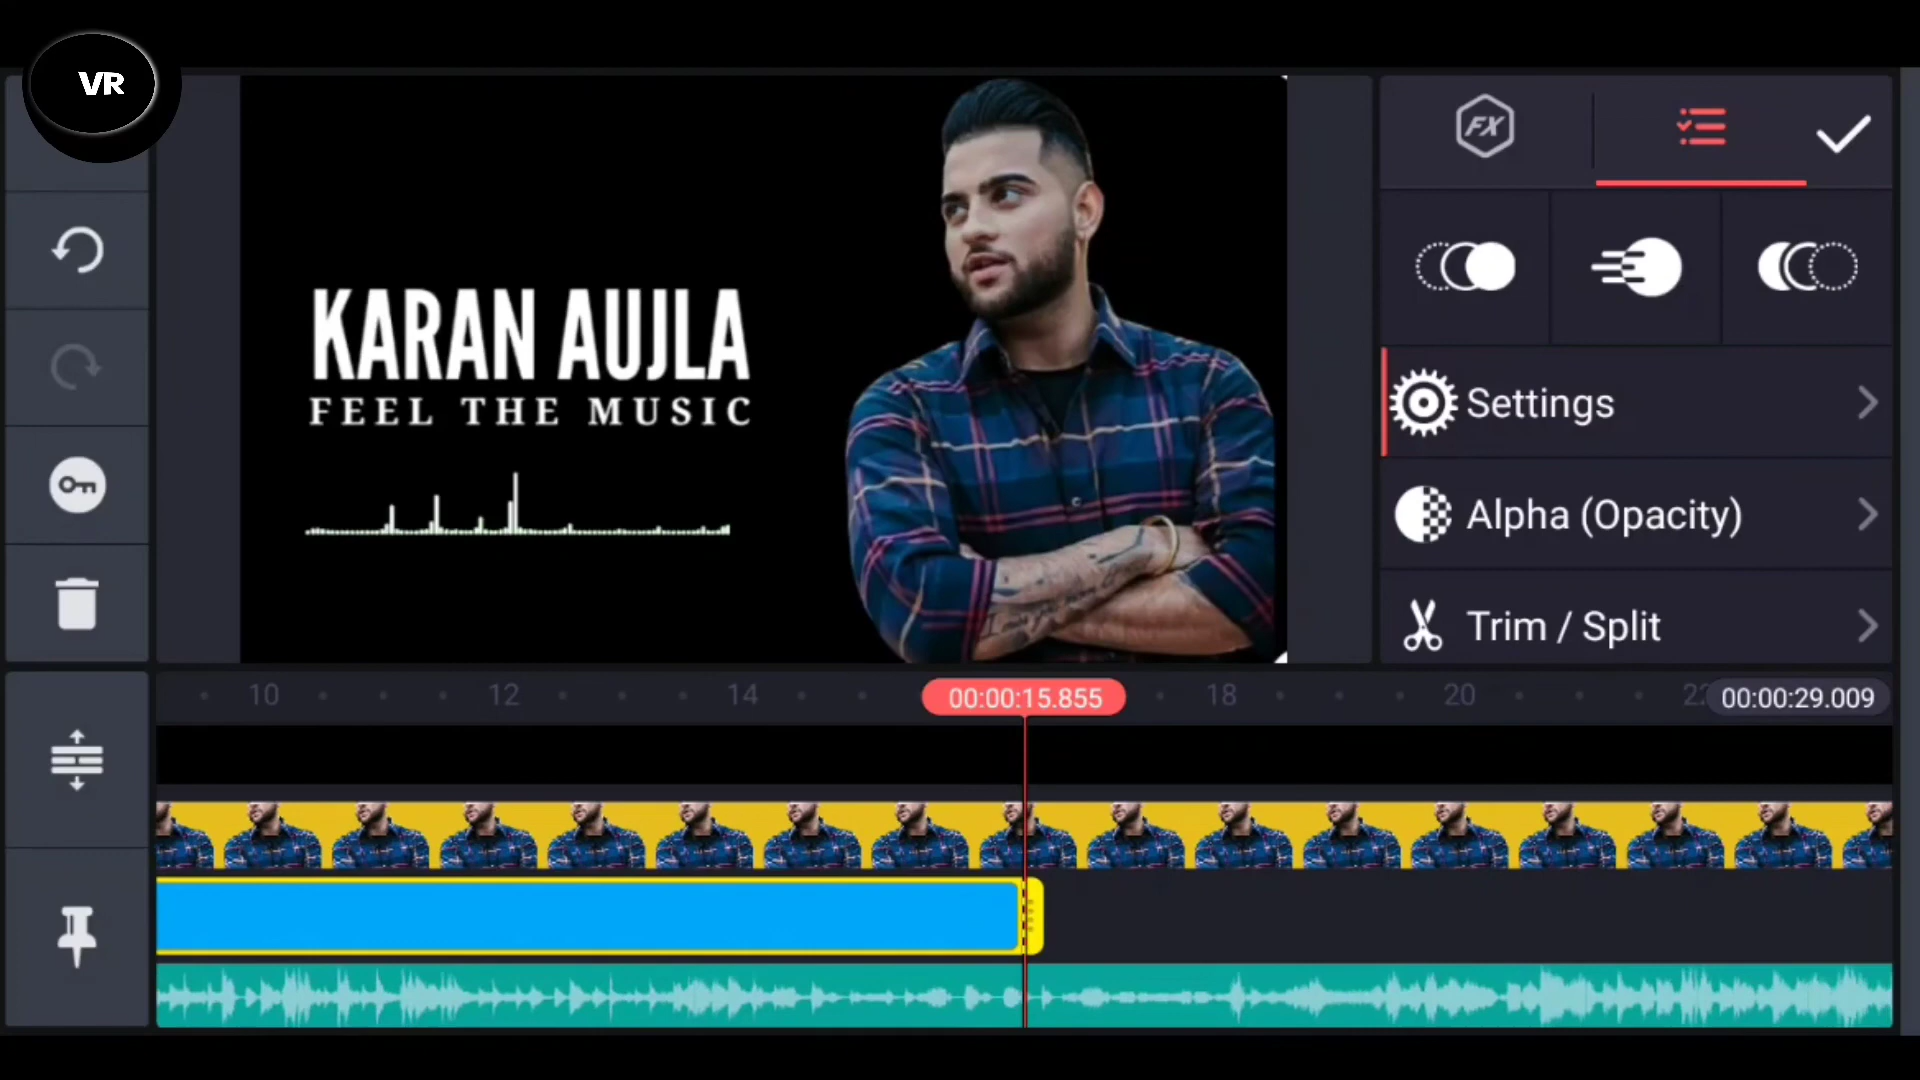 VR
FX
KARAN AUJLA
FEEL THE MUSIC
Settings
Alpha (Opacity)
Trim / Split
10 12 14 00:00:15.855 18 20 22 00:00:29.009